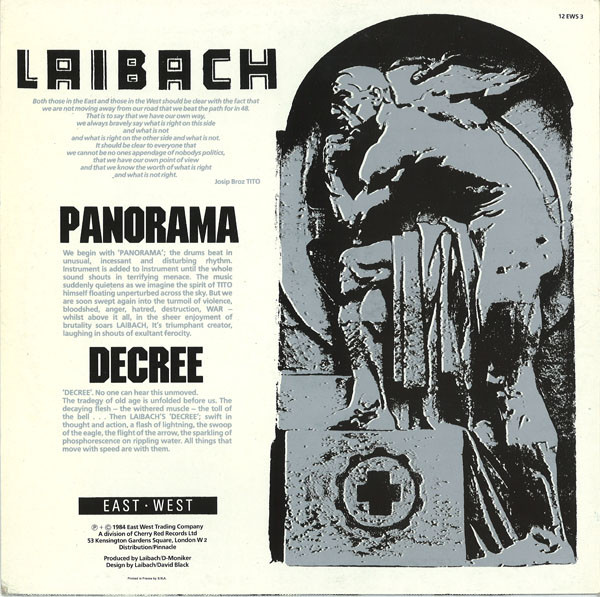 12 EWS 3
LAIBACH
Both those in the East and those in the West should be clear with the fact that
we are not moving away from our road that we beat the path for in 48.
That is to say that we have our own way,
we always bravely say what is right on this side
and what is not
and what is right on the other side and what is not.
It should be clear to everyone that
we cannot be no ones appendage of nobodys politics,
that we have our own point of view
and that we know the worth of what is right
and what is not right.
Josip Broz TITO
PANORAMA
We begin with 'PANORAMA'; the drums beat in
unusual, incessant and disturbing rhythm.
Instrument is added to instrument until the whole
sound shouts in terrifying menace. The music
suddenly quietens as we imagine the spirit of TITO
himself floating unperturbed across the sky. But we
are soon swept again into the turmoil of violence,
bloodshed, anger, hatred, destruction, WAR –
whilst above it all, in the sheer enjoyment of
brutality soars LAIBACH, It's triumphant creator,
laughing in shouts of exultant ferocity.
DECREE
'DECREE'. No one can hear this unmoved.
The tradegy of old age is unfolded before us. The
decaying flesh – the withered muscle – the toll of
the bell . . . Then LAIBACH'S 'DECREE'; swift in
thought and action, a flash of lightning, the swoop
of the eagle, the flight of the arrow, the sparkling of
phosphorescence on rippling water. All things that
move with speed are with them.
EAST · WEST
℗ + © 1984 East West Trading Company
A division of Cherry Red Records Ltd
53 Kensington Gardens Square, London W 2
Distribution/Pinnacle
Produced by Laibach/D-Moniker
Design by Laibach/David Black
Printed in France by